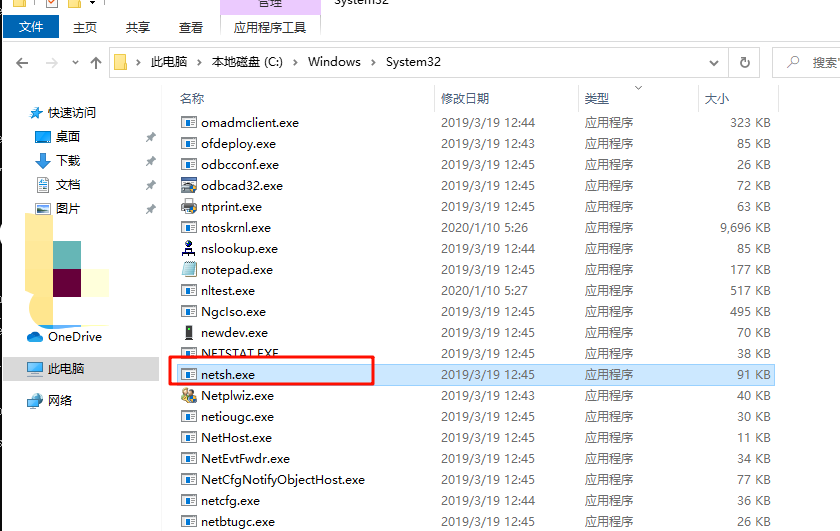 管理
System32
文件 主页 共享 查看 应用程序工具
此电脑 本地磁盘 (C:) Windows System32 搜索"
名称 修改日期 类型 大小
快速访问
桌面
下载
文档
图片
OneDrive
此电脑
网络
omadmclient.exe 2019/3/19 12:44 应用程序 323 KB
ofdeploy.exe 2019/3/19 12:43 应用程序 85 KB
odbcconf.exe 2019/3/19 12:45 应用程序 26 KB
odbcad32.exe 2019/3/19 12:45 应用程序 72 KB
ntprint.exe 2019/3/19 12:45 应用程序 63 KB
ntoskrnl.exe 2020/1/10 5:26 应用程序 9,696 KB
nslookup.exe 2019/3/19 12:44 应用程序 85 KB
notepad.exe 2019/3/19 12:45 应用程序 177 KB
nltest.exe 2020/1/10 5:27 应用程序 517 KB
NgcIso.exe 2019/3/19 12:45 应用程序 495 KB
newdev.exe 2019/3/19 12:45 应用程序 70 KB
NETSTAT.EXE 2019/3/19 12:45 应用程序 38 KB
netsh.exe 2019/3/19 12:45 应用程序 91 KB
Netplwiz.exe 2019/3/19 12:43 应用程序 40 KB
netiougc.exe 2019/3/19 12:45 应用程序 30 KB
NetHost.exe 2019/3/19 12:45 应用程序 11 KB
NetEvtFwdr.exe 2019/3/19 12:45 应用程序 34 KB
NetCfgNotifyObjectHost.exe 2019/3/19 12:45 应用程序 77 KB
netcfg.exe 2019/3/19 12:44 应用程序 36 KB
netbtugc.exe 2019/3/19 12:45 应用程序 26 KB